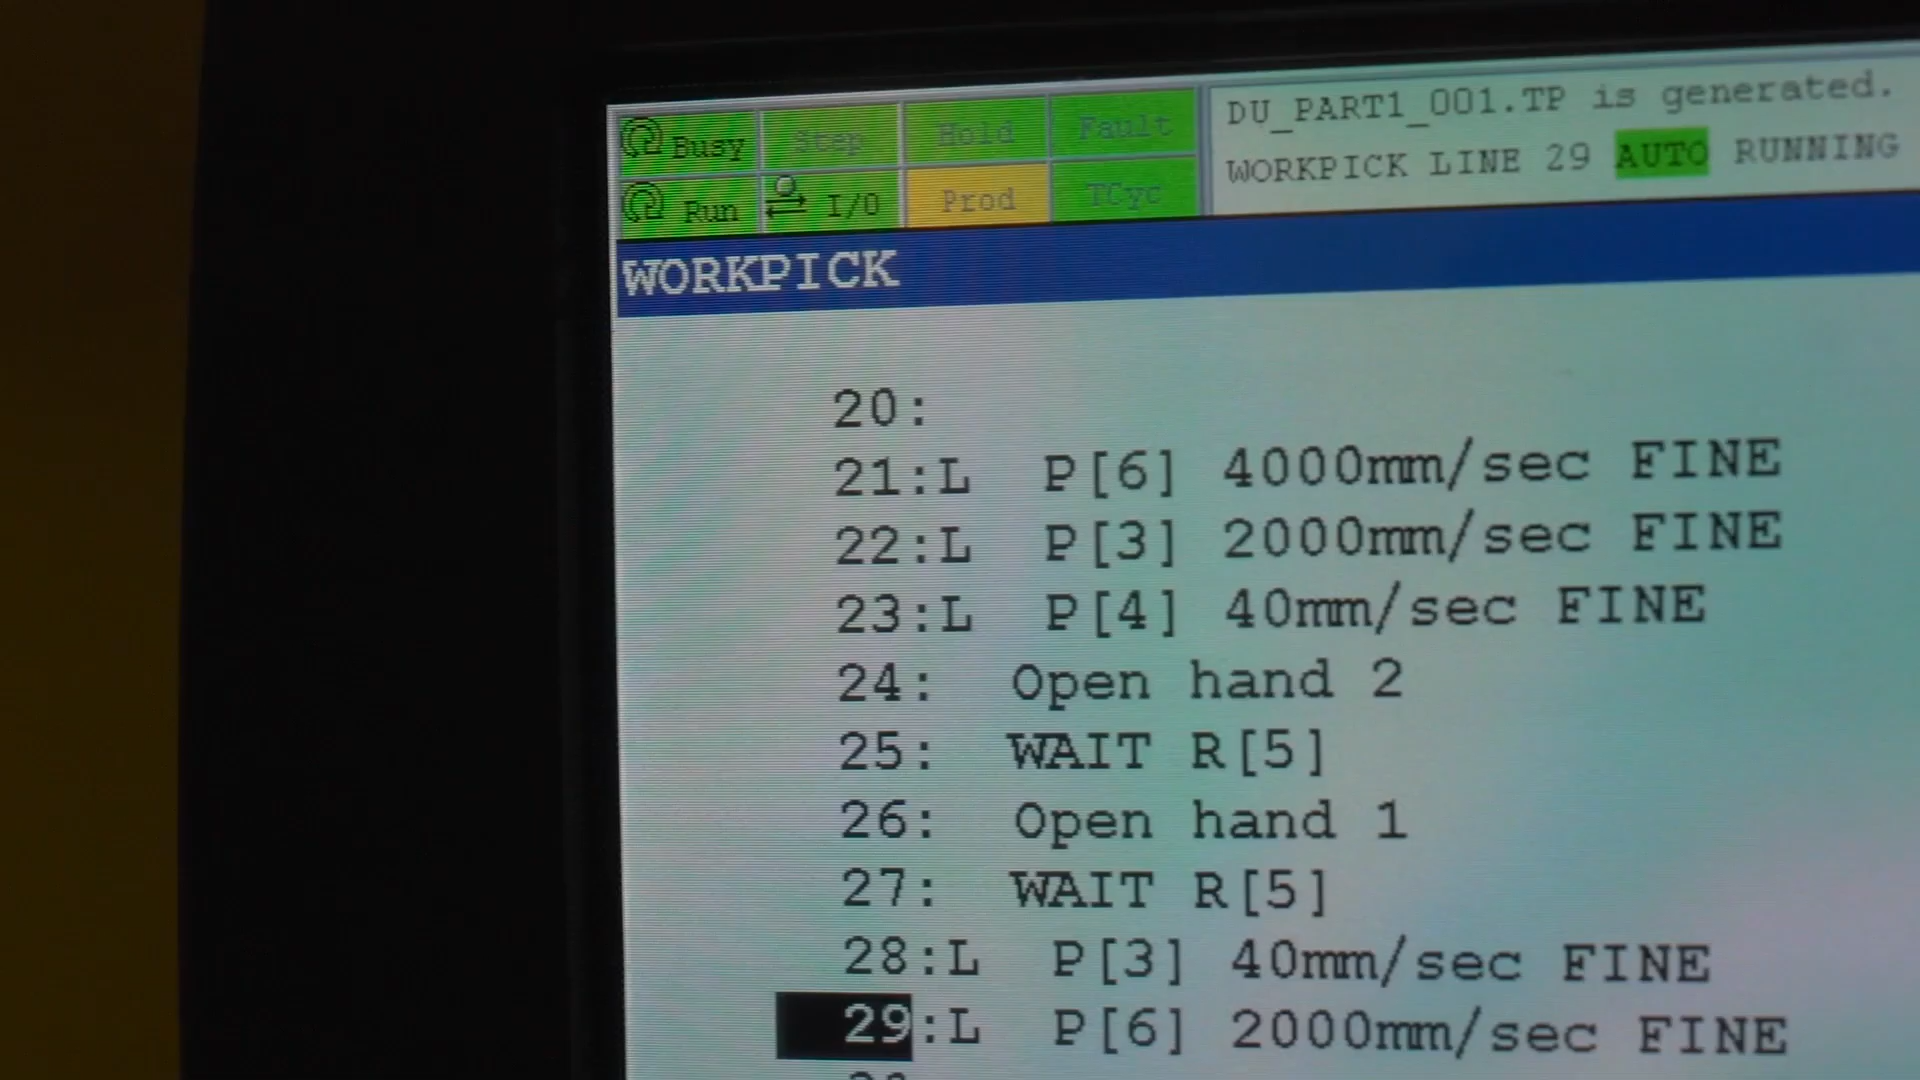 Busy Step Hold Fault
Run I/O Prod TCyc
DU_PART1_001.TP is generated.
WORKPICK LINE 29 AUTO RUNNING
WORKPICK
20:
21:L P[6] 4000mm/sec FINE
22:L P[3] 2000mm/sec FINE
23:L P[4] 40mm/sec FINE
24: Open hand 2
25: WAIT R[5]
26: Open hand 1
27: WAIT R[5]
28:L P[3] 40mm/sec FINE
29:L P[6] 2000mm/sec FINE